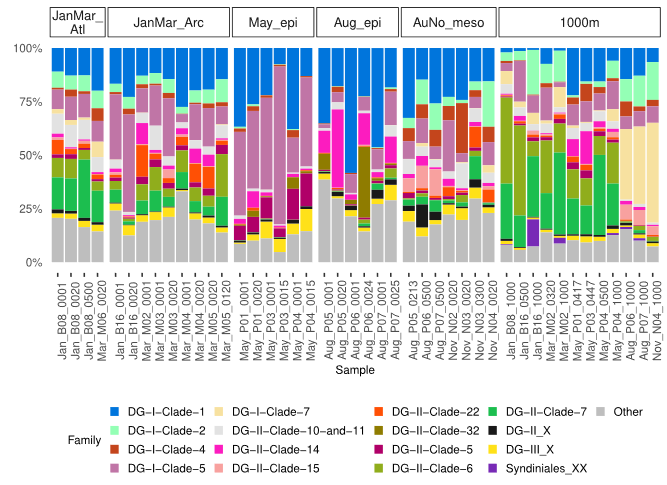 JanMar_
Atl
JanMar_Arc
May_epi
Aug_epi
AuNo_meso
1000m
100%
75%
50%
25%
0%
Jan_B08_0001
Jan_B08_0020
Jan_B08_0500
Mar_M06_0020
Jan_B16_0001
Jan_B16_0020
Mar_M02_0001
Mar_M03_0001
Mar_M03_0020
Mar_M04_0001
Mar_M04_0020
Mar_M05_0020
Mar_M05_0120
May_P01_0001
May_P01_0020
May_P03_0001
May_P03_0015
May_P04_0001
May_P04_0015
Aug_P05_0001
Aug_P05_0020
Aug_P06_0001
Aug_P06_0024
Aug_P07_0001
Aug_P07_0025
Aug_P05_0213
Aug_P06_0500
Aug_P07_0500
Nov_N02_0020
Nov_N03_0020
Nov_N03_0300
Nov_N04_0020
Jan_B08_1000
Jan_B16_0500
Jan_B16_1000
Mar_M02_0320
Mar_M02_1000
May_P01_0417
May_P03_0447
May_P04_0500
May_P04_1000
Aug_P06_1000
Aug_P07_1000
Nov_N04_1000
Sample
Family
DG−I−Clade−1
DG−I−Clade−2
DG−I−Clade−4
DG−I−Clade−5
DG−I−Clade−7
DG−II−Clade−10−and−11
DG−II−Clade−14
DG−II−Clade−15
DG−II−Clade−22
DG−II−Clade−32
DG−II−Clade−5
DG−II−Clade−6
DG−II−Clade−7
DG−II_X
DG−III_X
Syndiniales_XX
Other